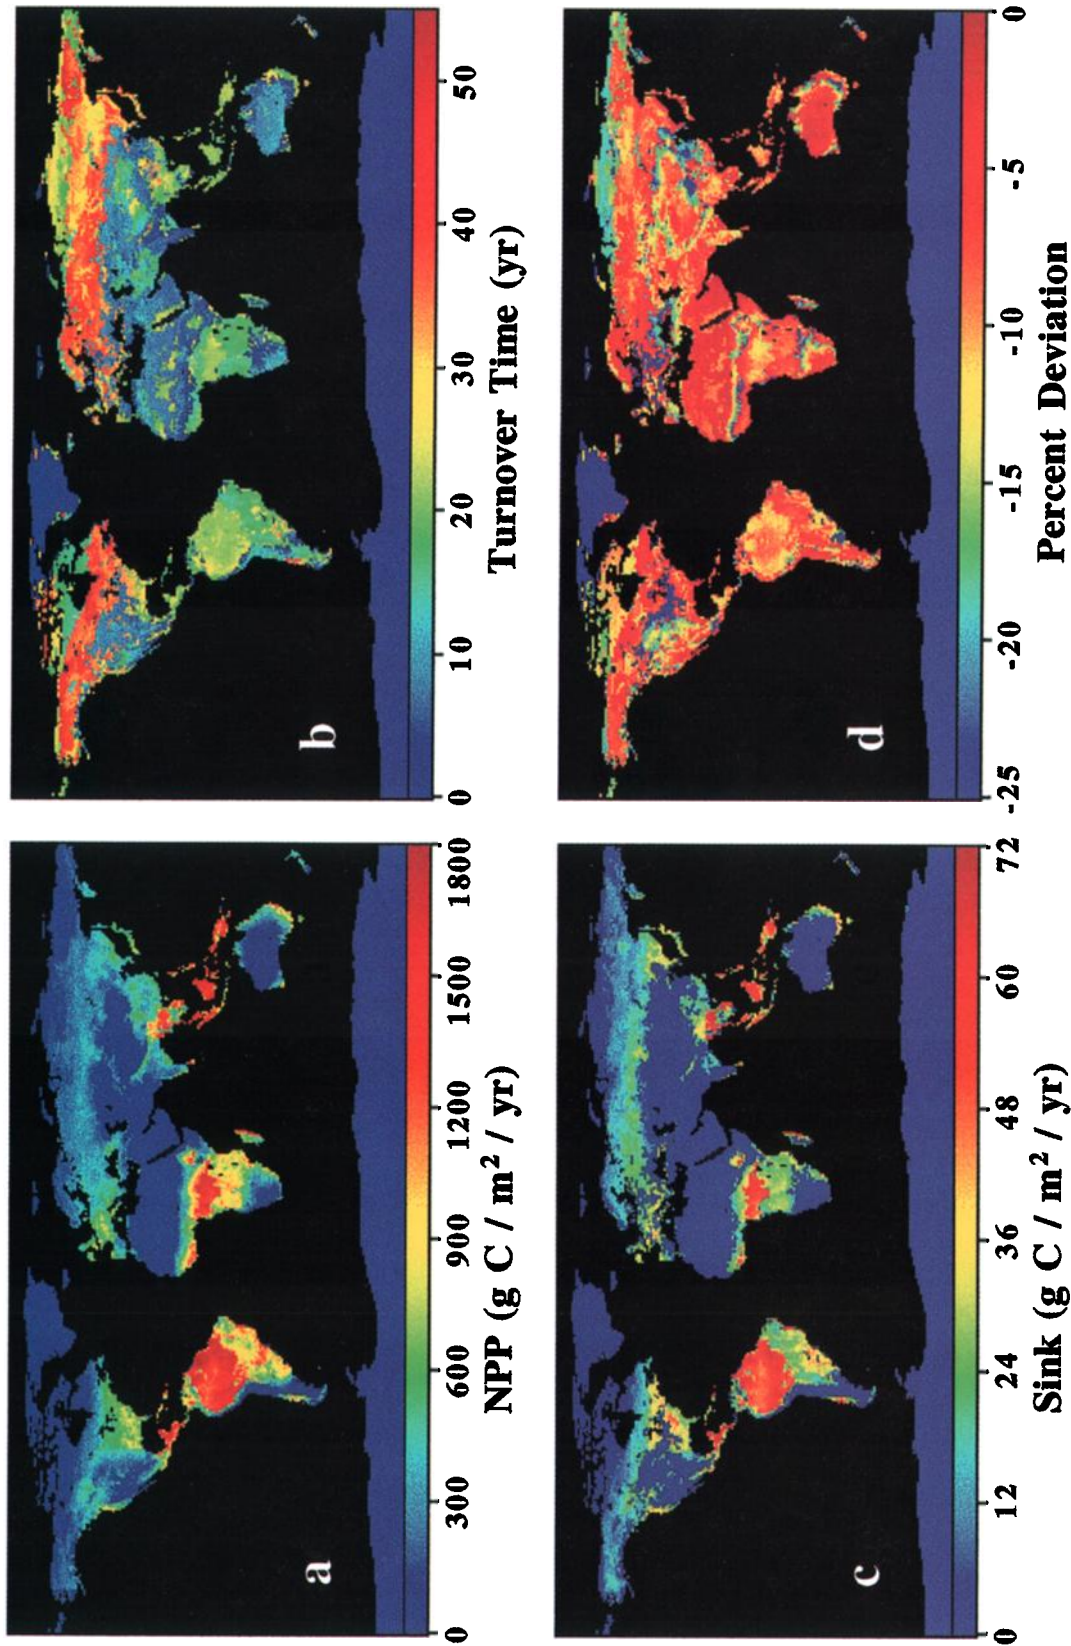 a
0 300 600 900 1200 1500 1800
NPP (g C / m² / yr)
b
0 10 20 30 40 50
Turnover Time (yr)
c
0 12 24 36 48 60 72
Sink (g C / m² / yr)
d
-25 -20 -15 -10 -5 0
Percent Deviation